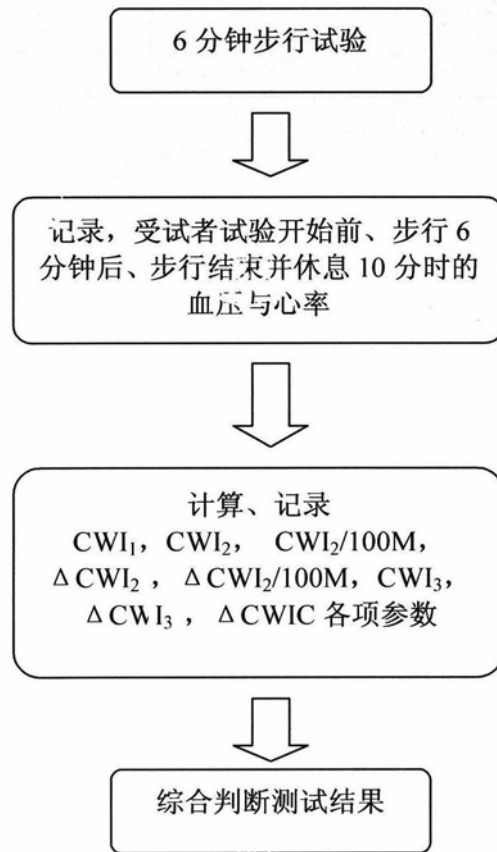 6 分钟步行试验
记录，受试者试验开始前、步行 6
分钟后、步行结束并休息 10 分时的
血压与心率
计算、记录
CWI₁，CWI₂， CWI₂/100M，
ΔCWI₂ ，ΔCWI₂/100M，CWI₃，
ΔCWI₃ ，ΔCWIC 各项参数
综合判断测试结果